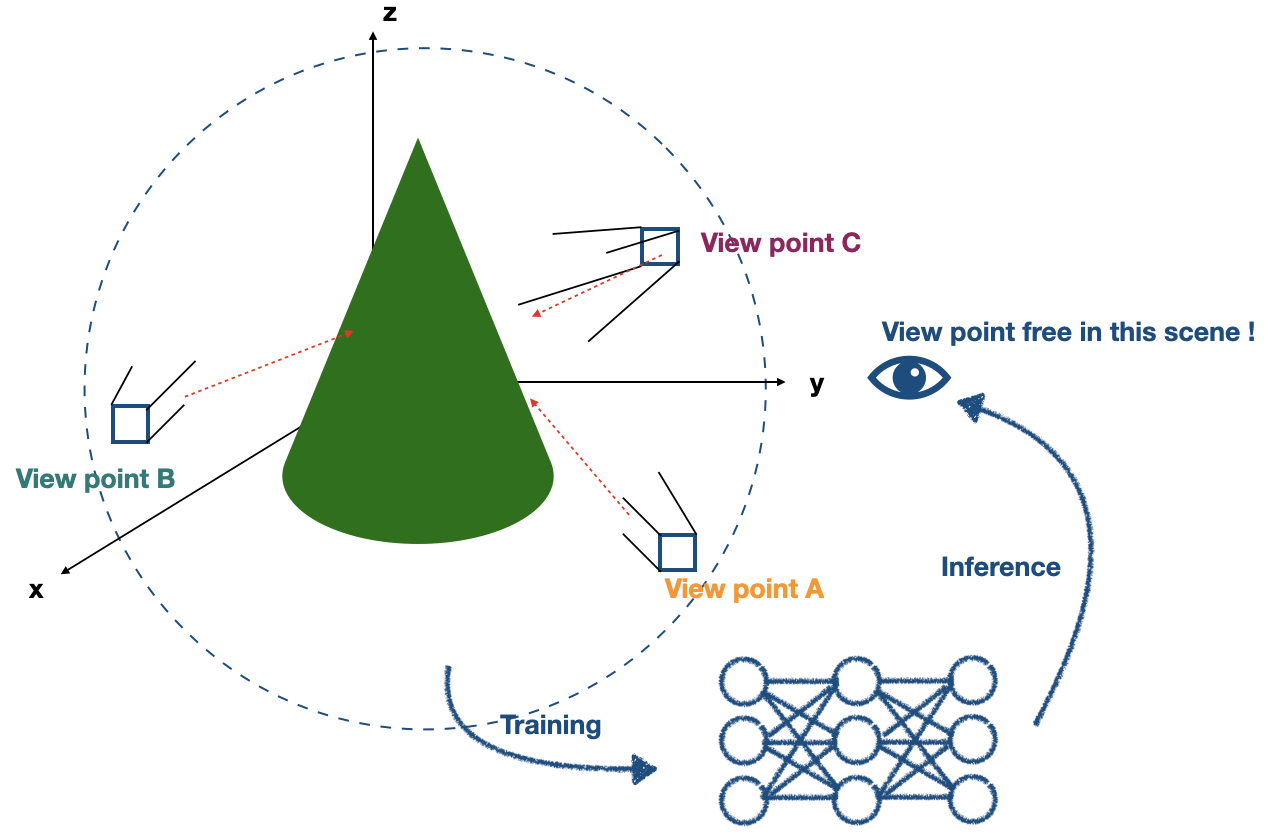 z
View point C
View point free in this scene !
y
View point B
Inference
x
View point A
Training